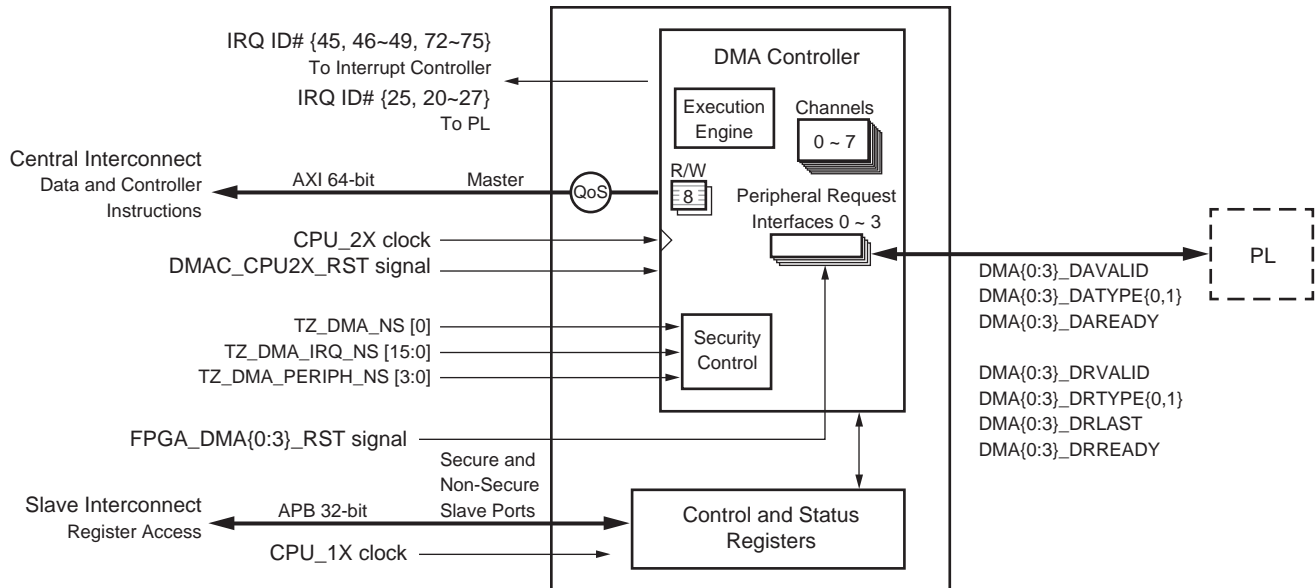 IRQ ID# {45, 46~49, 72~75}
To Interrupt Controller
IRQ ID# {25, 20~27}
To PL
DMA Controller
Execution
Engine
Channels
0 ~ 7
Central Interconnect
Data and Controller
Instructions
AXI 64-bit
Master
QoS
R/W
8
Peripheral Request
Interfaces 0 ~ 3
CPU_2X clock
DMAC_CPU2X_RST signal
PL
DMA{0:3}_DAVALID
DMA{0:3}_DATYPE{0,1}
DMA{0:3}_DAREADY
DMA{0:3}_DRVALID
DMA{0:3}_DRTYPE{0,1}
DMA{0:3}_DRLAST
DMA{0:3}_DRREADY
TZ_DMA_NS [0]
TZ_DMA_IRQ_NS [15:0]
TZ_DMA_PERIPH_NS [3:0]
Security
Control
FPGA_DMA{0:3}_RST signal
Slave Interconnect
Register Access
APB 32-bit
Secure and
Non-Secure
Slave Ports
Control and Status
Registers
CPU_1X clock